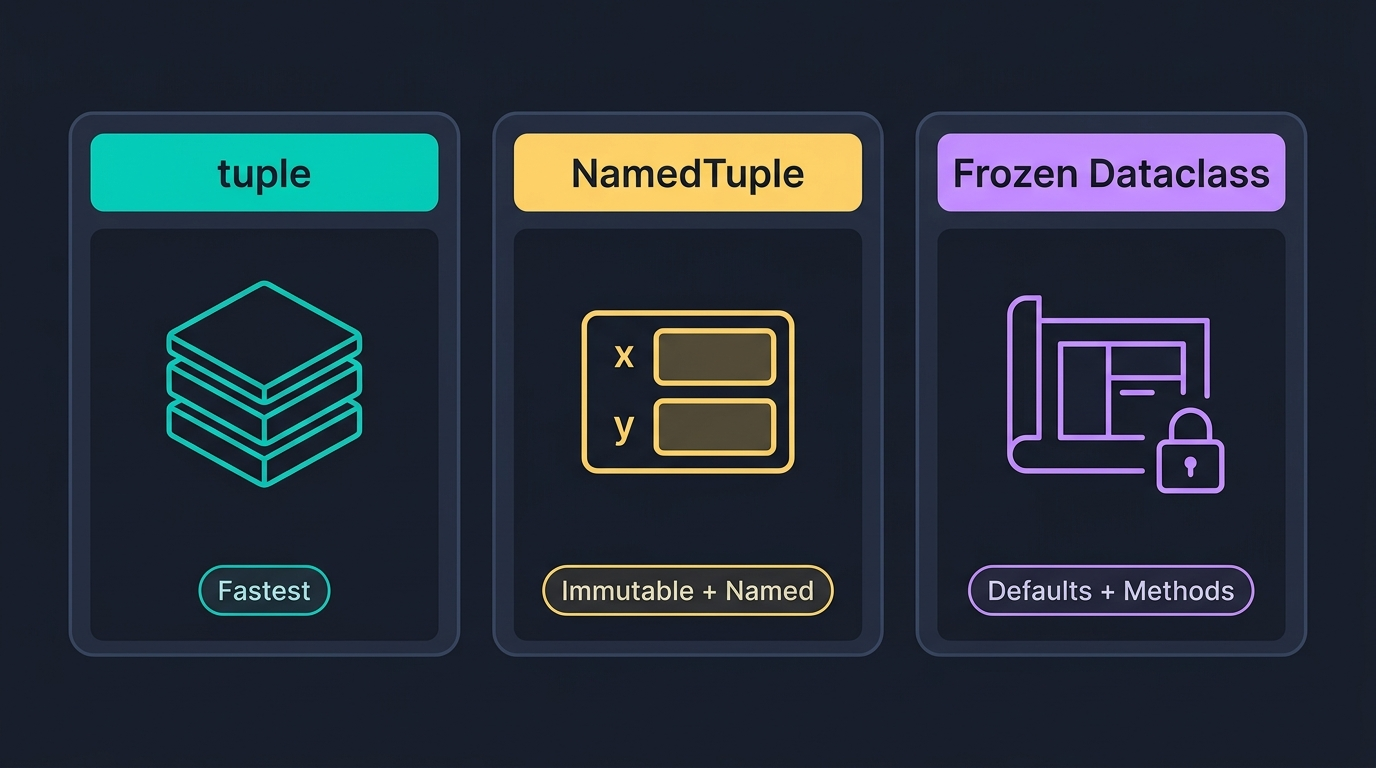 tuple
Fastest
NamedTuple
x
y
Immutable + Named
Frozen Dataclass
Defaults + Methods